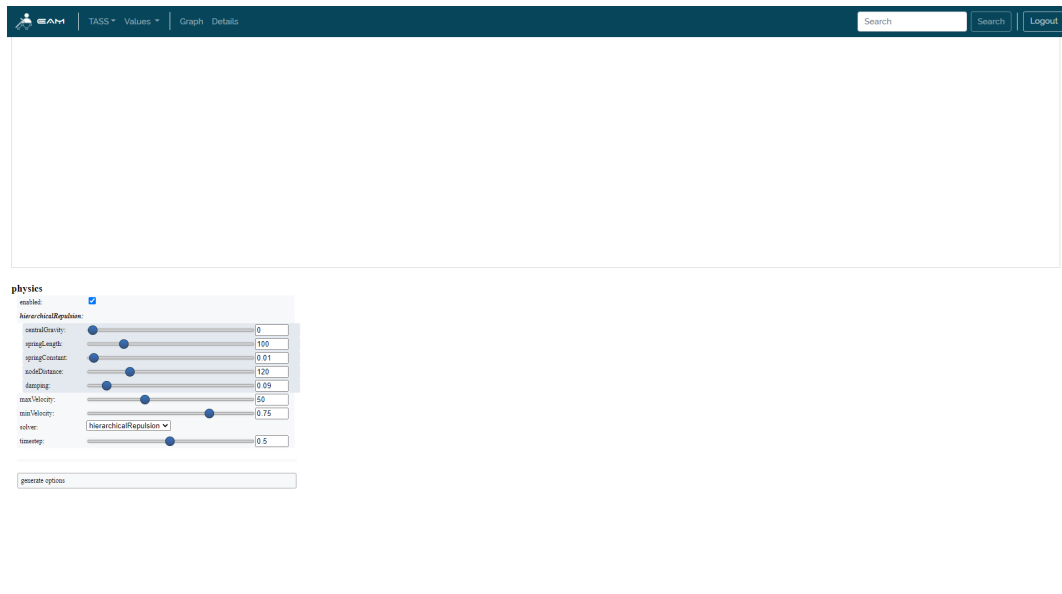 EAM TASS Values Graph Details Search Search Logout
physics
enabled:
hierarchicalRepulsion:
centralGravity: 0
springLength: 100
springConstant: 0.01
nodeDistance: 120
damping: 0.09
maxVelocity: 50
minVelocity: 0.75
solver: hierarchicalRepulsion
timestep: 0.5
generate options